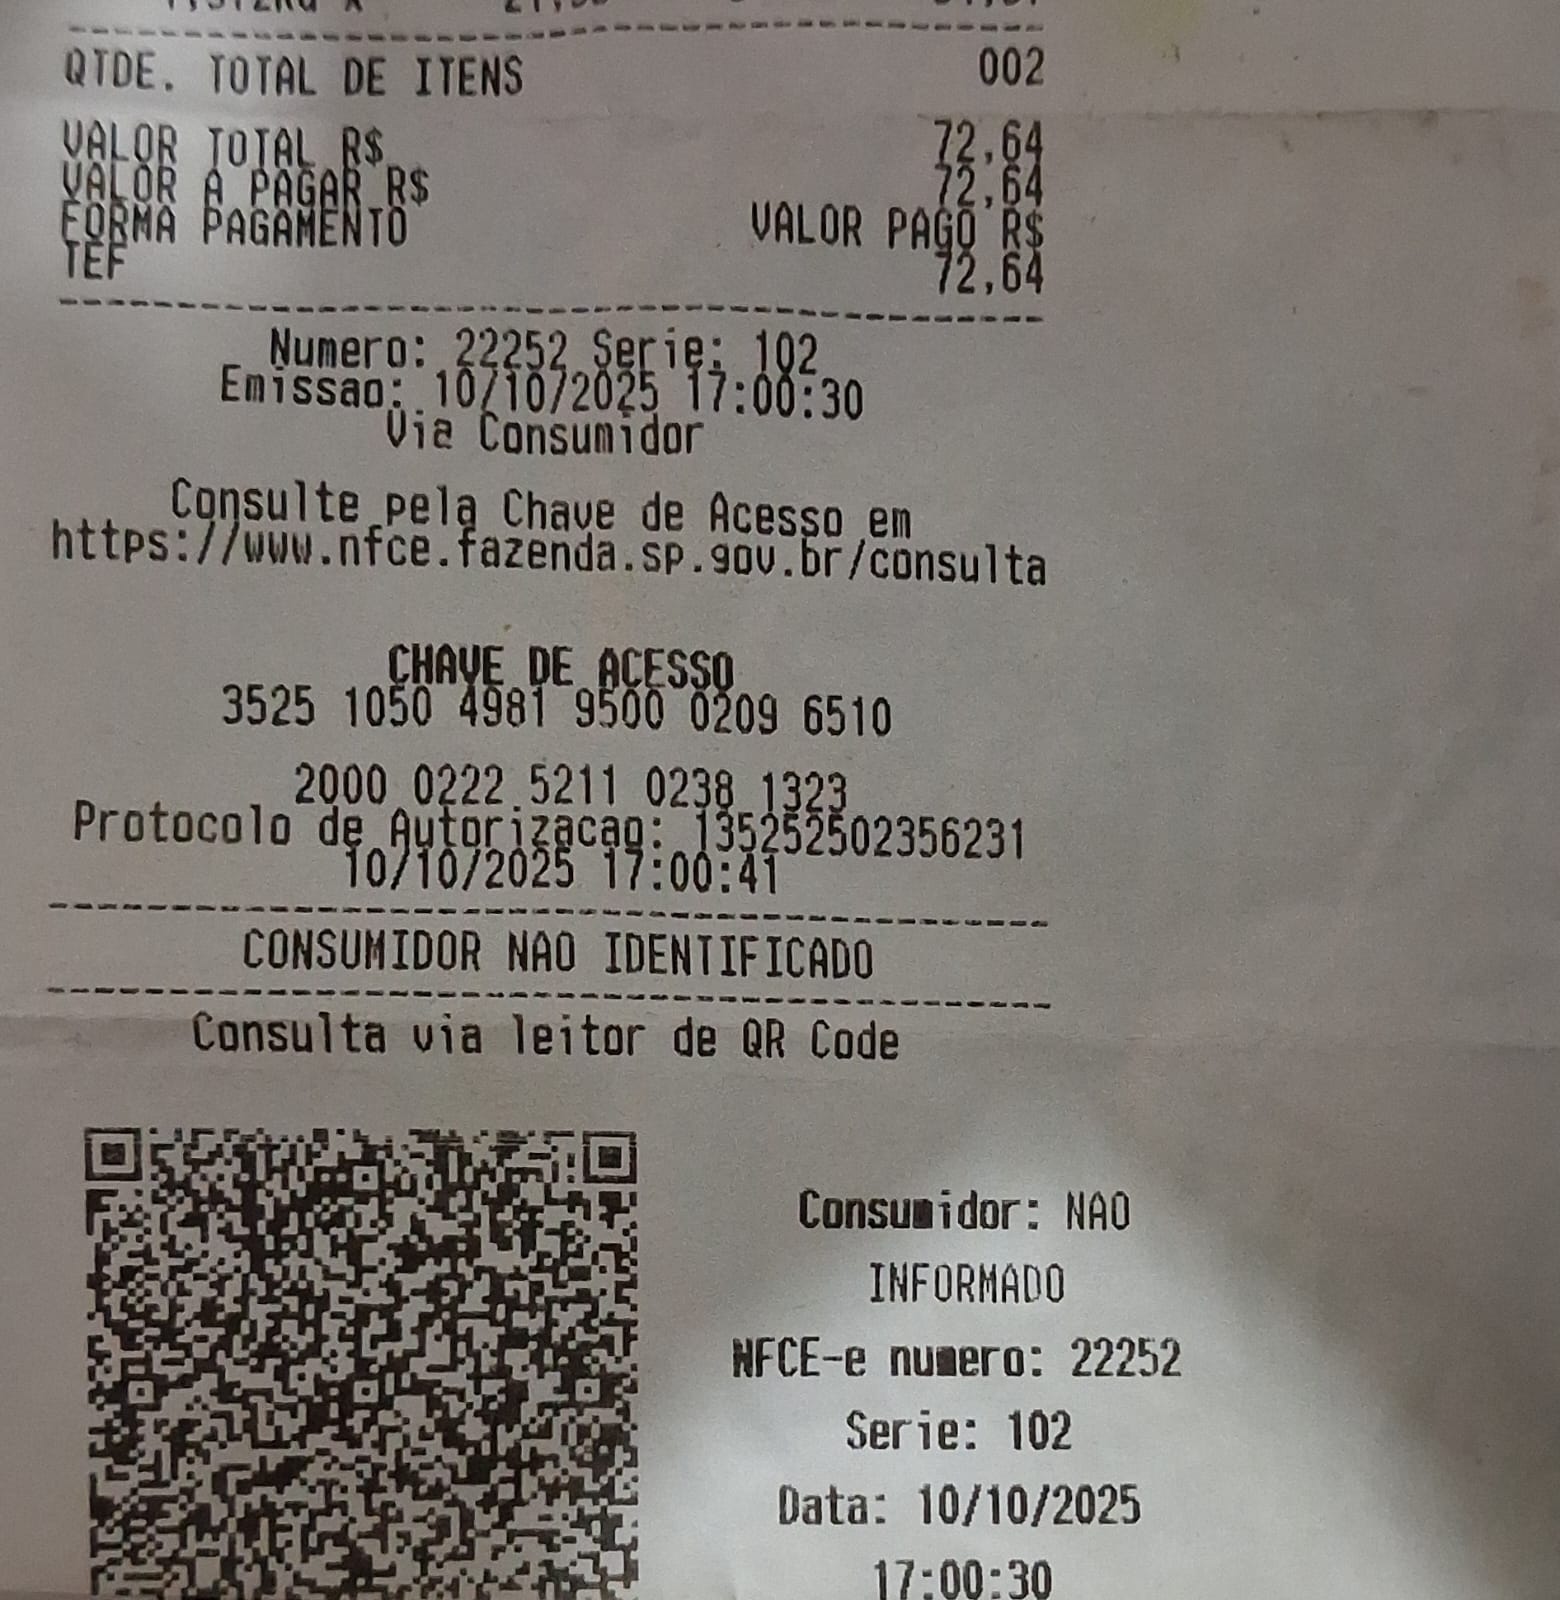 QTDE. TOTAL DE ITENS 002
VALOR TOTAL R$ 72,64
VALOR A PAGAR R$ 72,64
FORMA PAGAMENTO VALOR PAGO R$
TEF 72,64
Numero: 22252 Serie: 102
Emissao: 10/10/2025 17:00:30
Via Consumidor
Consulte pela Chave de Acesso em
https://www.nfce.fazenda.sp.gov.br/consulta
CHAVE DE ACESSO
3525 1050 4981 9500 0209 6510
2000 0222 5211 0238 1323
Protocolo de Autorizacao: 135252502356231
10/10/2025 17:00:41
CONSUMIDOR NAO IDENTIFICADO
Consulta via leitor de QR Code
Consumidor: NAO
INFORMADO
NFCE-e numero: 22252
Serie: 102
Data: 10/10/2025
17:00:30